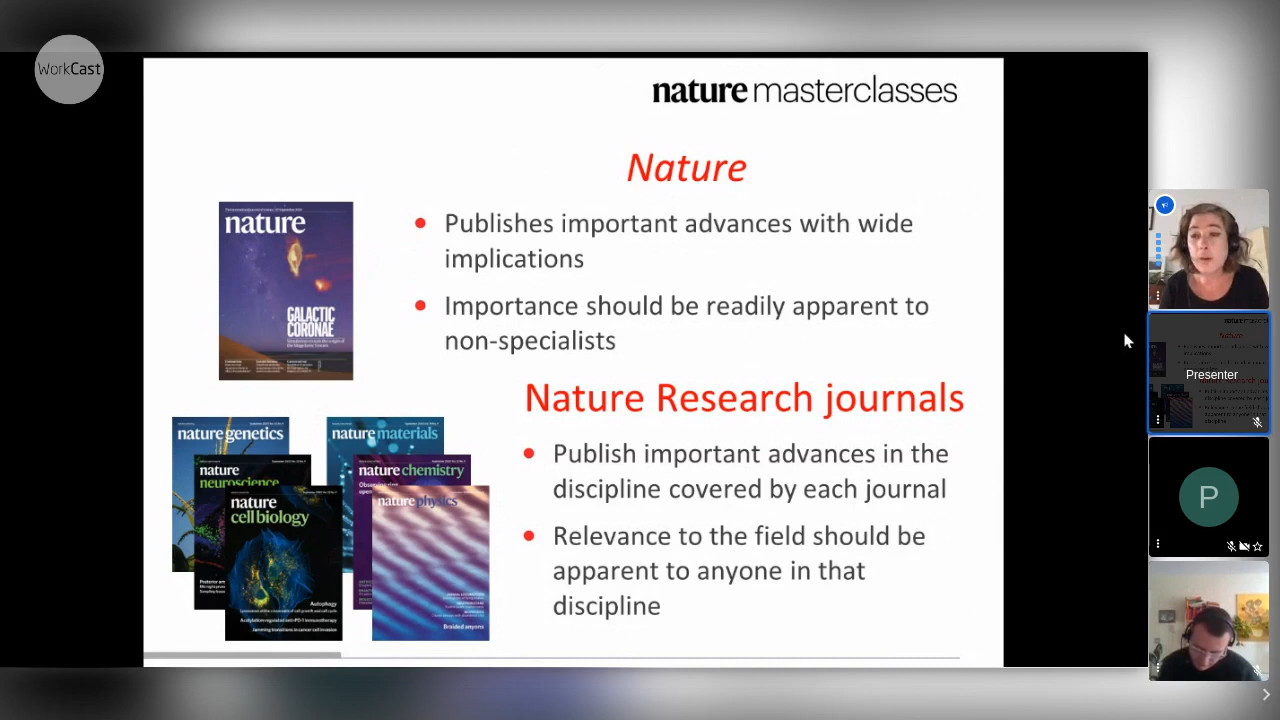 WorkCast
nature masterclasses
Nature
nature
GALACTIC
CORONAE
Publishes important advances with wide
implications
Importance should be readily apparent to
non-specialists
Nature Research journals
nature genetics
nature materials
nature
neuroscience
nature chemistry
nature
cell biology
nature physics
Autophagy
Braided anyons
Publish important advances in the
discipline covered by each journal
Relevance to the field should be
apparent to anyone in that
discipline
Presenter
P